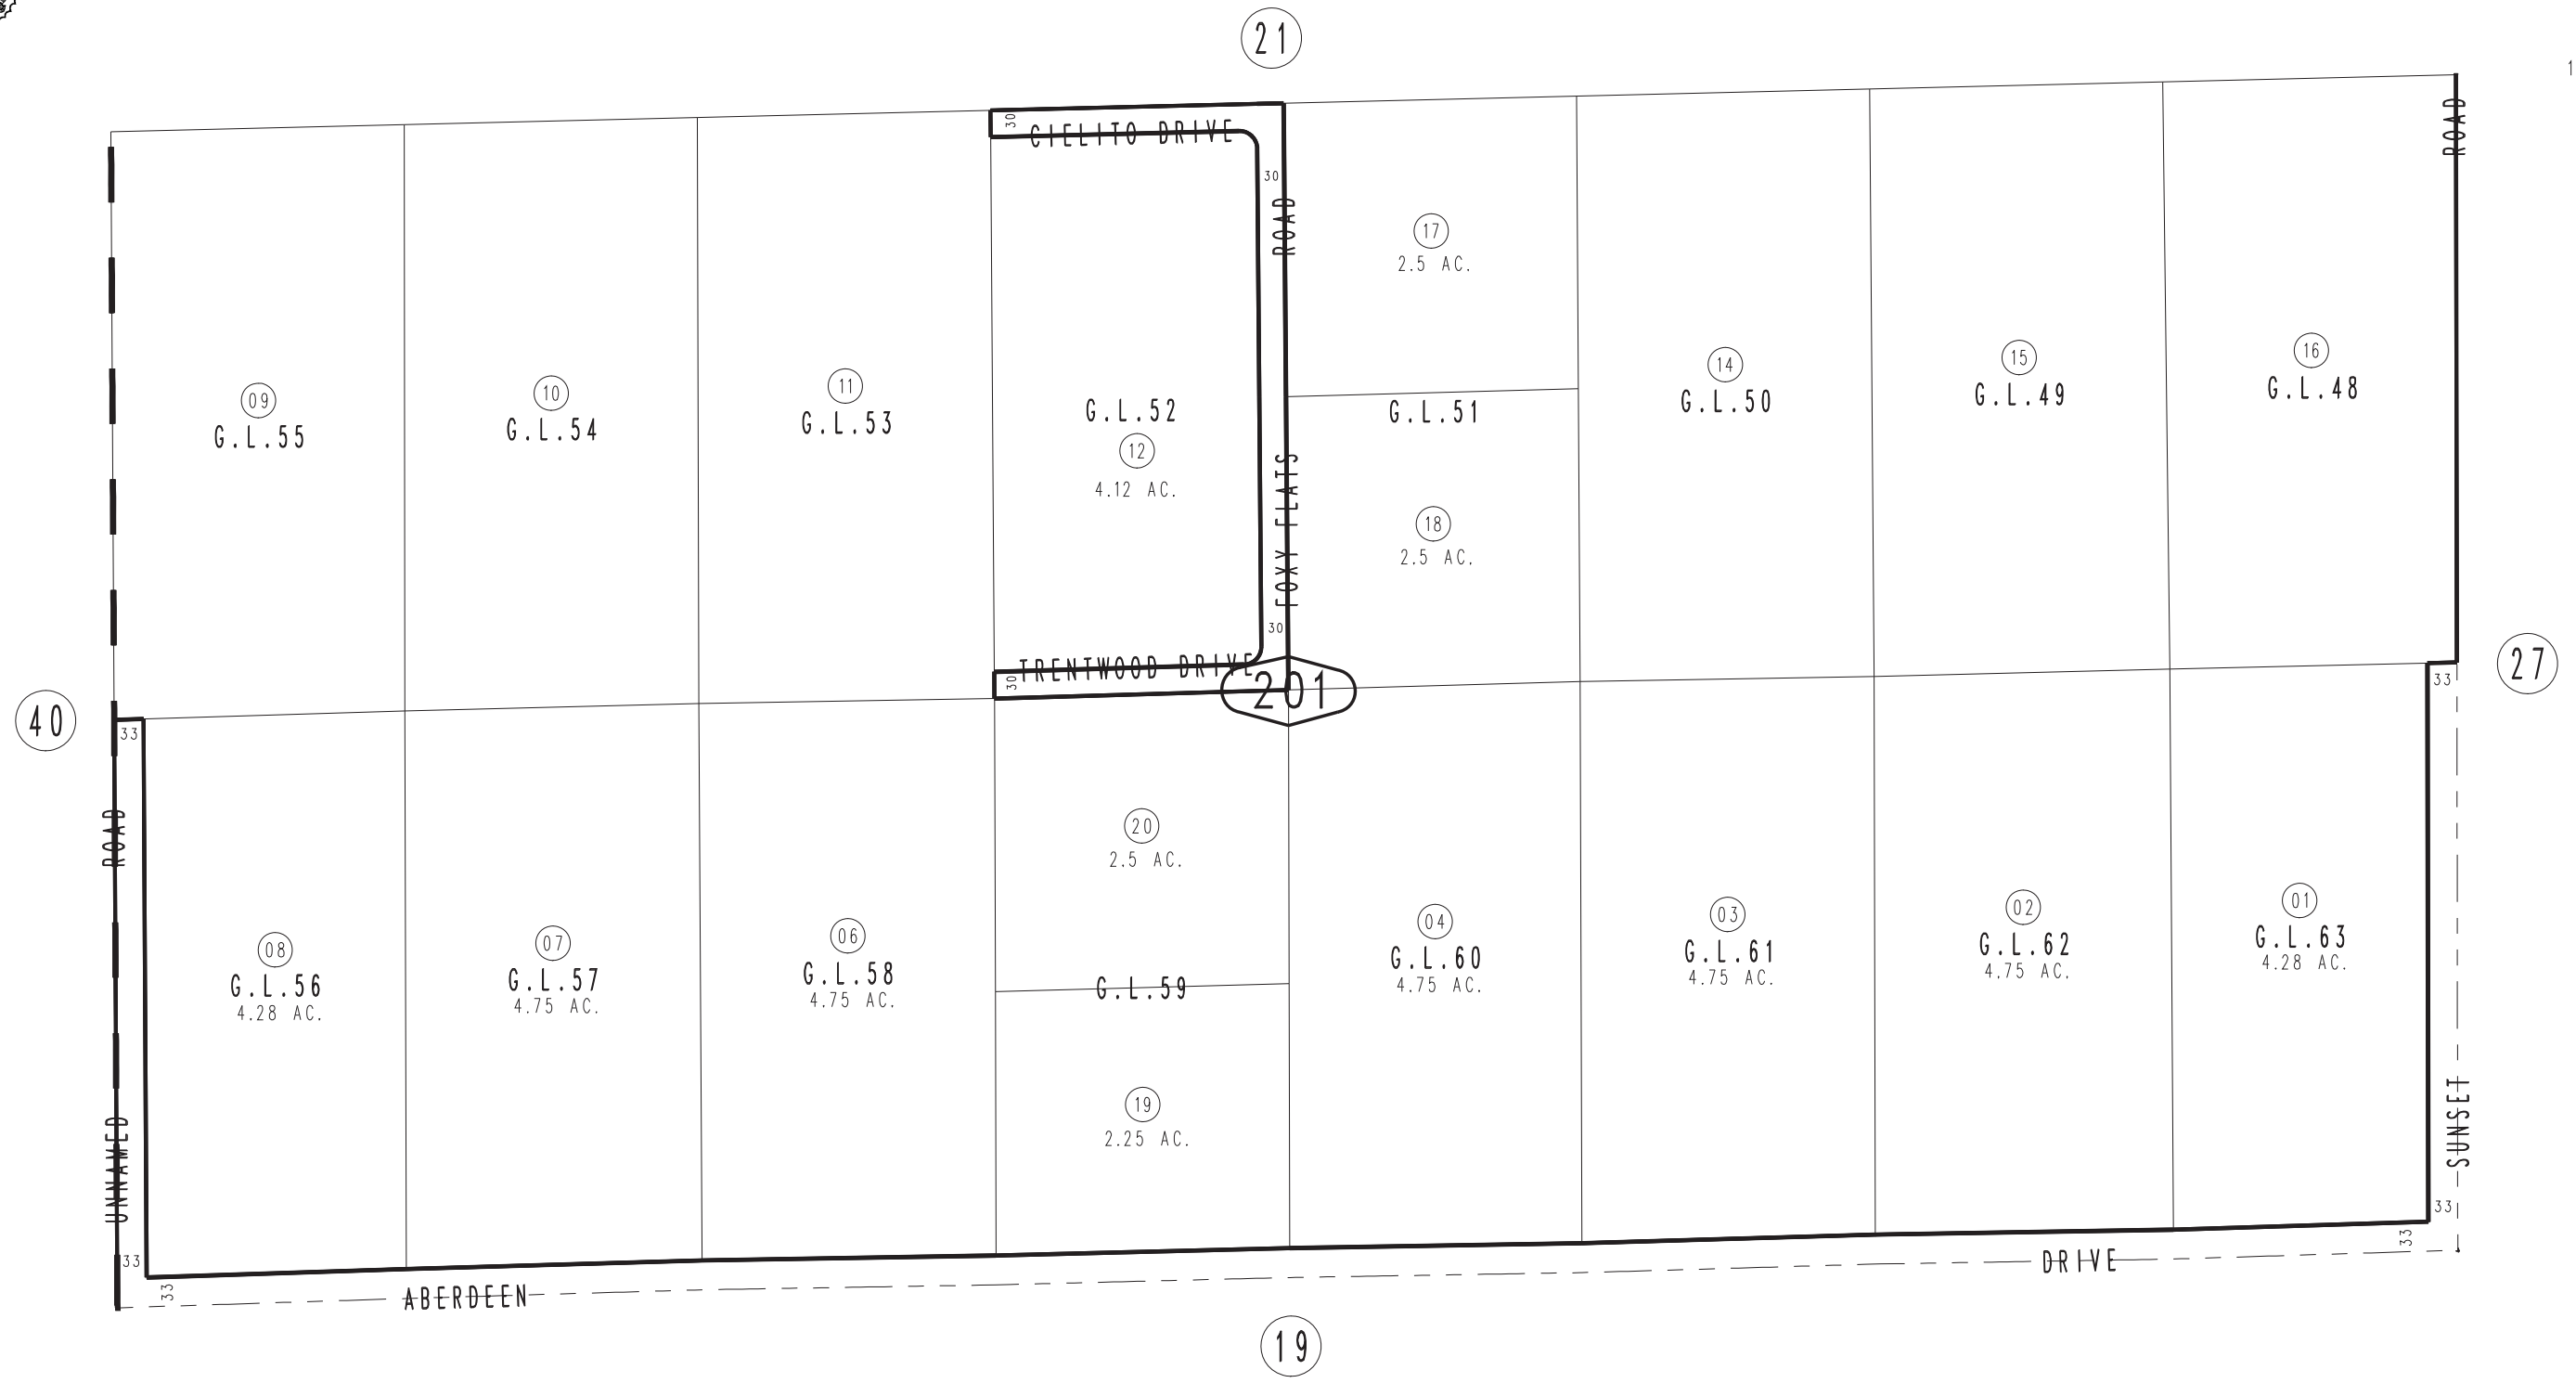 21
1
30
CIELITO DRIVE
30
ROAD
ROAD
17
2.5 AC.
09
G.L.55
10
G.L.54
11
G.L.53
G.L.52
12
4.12 AC.
G.L.51
14
G.L.50
15
G.L.49
16
G.L.48
FOXY FLATS
18
2.5 AC.
30
TRENTWOOD DRIVE
30
201
40
27
33
33
ROAD
20
2.5 AC.
08
G.L.56
4.28 AC.
07
G.L.57
4.75 AC.
06
G.L.58
4.75 AC.
G.L.59
04
G.L.60
4.75 AC.
03
G.L.61
4.75 AC.
02
G.L.62
4.75 AC.
01
G.L.63
4.28 AC.
19
2.25 AC.
UNNAMED
SUNSET
33
33
33
33
ABERDEEN DRIVE
19